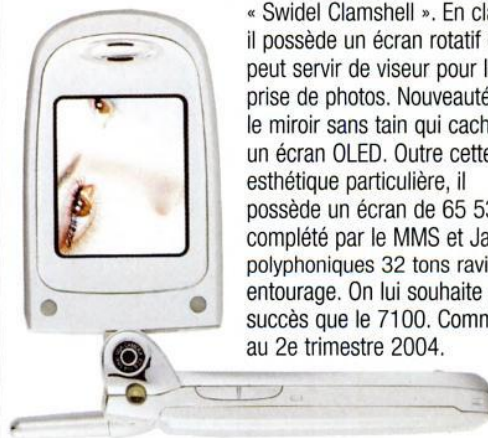 « Swidel Clamshell ». En cla
il possède un écran rotatif
peut servir de viseur pour l
prise de photos. Nouveauté
le miroir sans tain qui cach
un écran OLED. Outre cette
esthétique particulière, il
possède un écran de 65 53
complété par le MMS et Ja
polyphoniques 32 tons ravi
entourage. On lui souhaite
succès que le 7100. Comm
au 2e trimestre 2004.